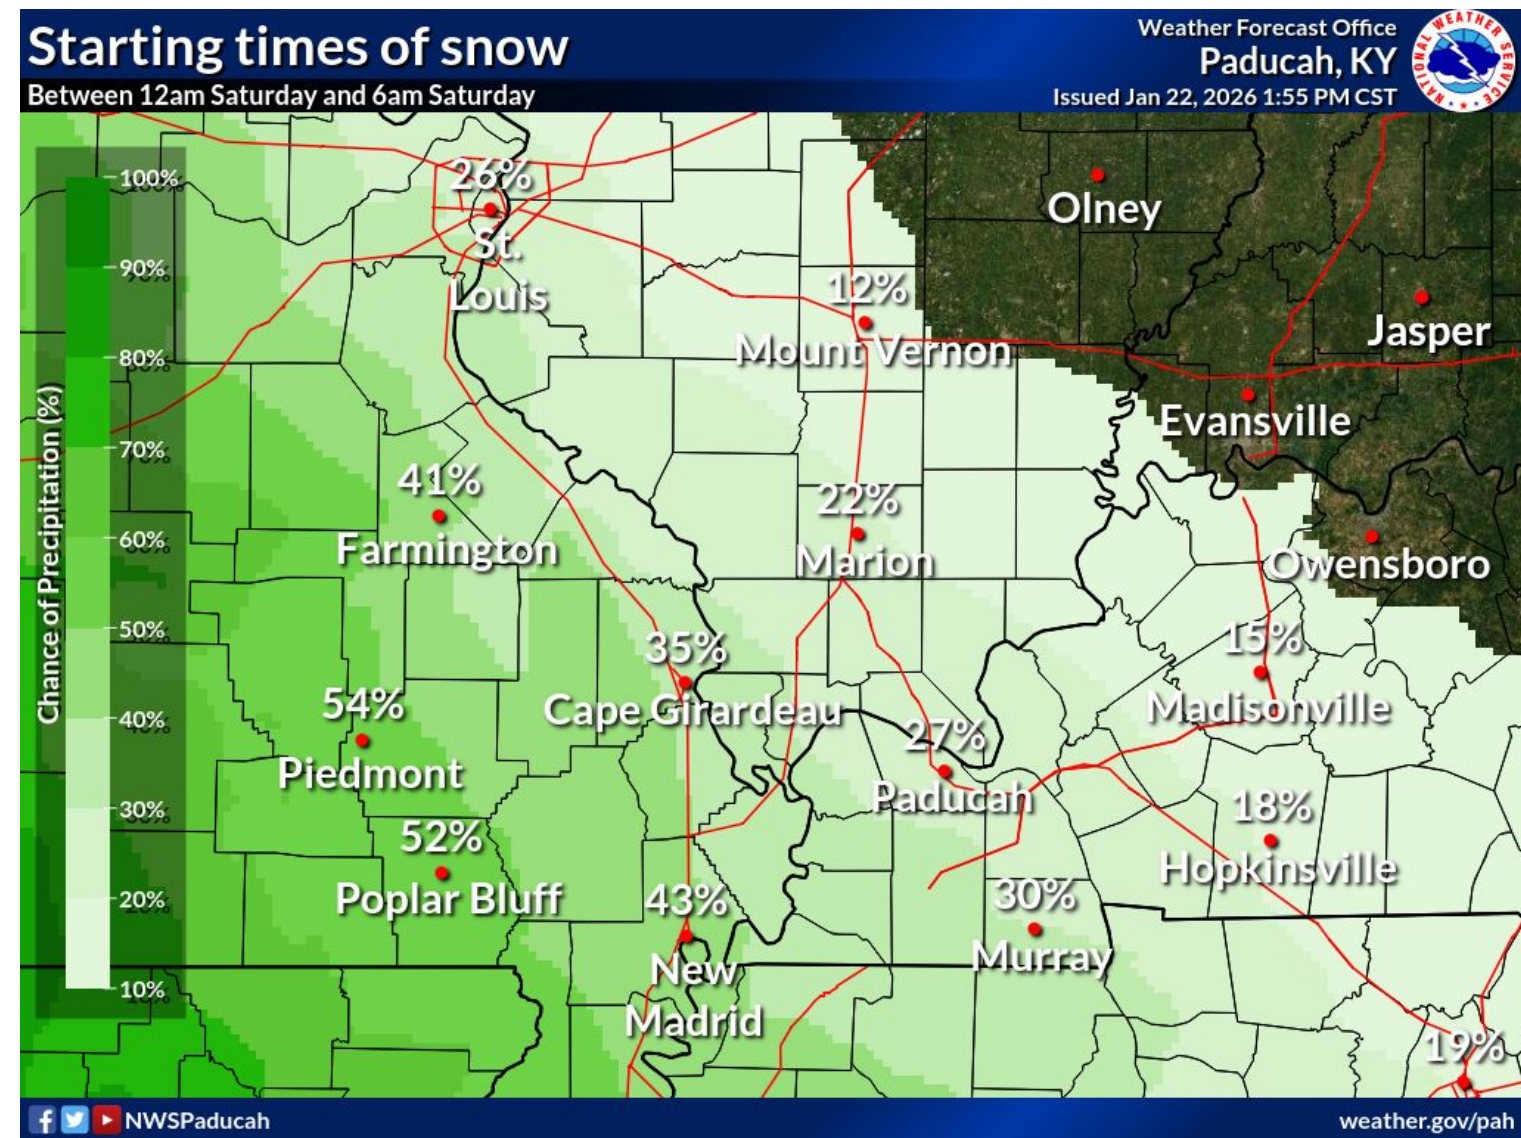 Starting times of snow
Between 12am Saturday and 6am Saturday
Weather Forecast Office
Paducah, KY
Issued Jan 22, 2026 1:55 PM CST
NATIONAL WEATHER SERVICE
Chance of Precipitation (%)
100%
90%
80%
70%
60%
50%
40%
30%
20%
10%
26%
St.
Louis
Olney
12%
Mount Vernon
Jasper
Evansville
41%
Farmington
22%
Marion
Owensboro
35%
Cape Girardeau
15%
Madisonville
54%
Piedmont
27%
Paducah
52%
Poplar Bluff
18%
Hopkinsville
43%
New
Madrid
30%
Murray
19%
NWSPaducah
weather.gov/pah